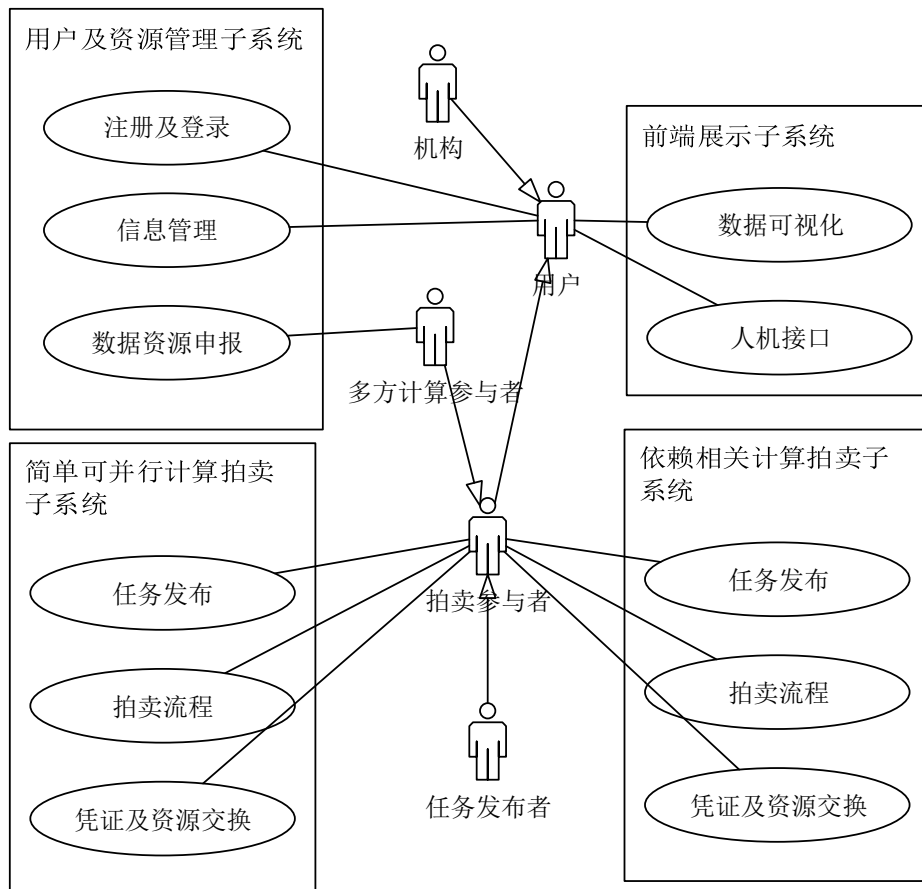 用户及资源管理子系统
注册及登录
信息管理
数据资源申报
机构
用户
多方计算参与者
前端展示子系统
数据可视化
人机接口
简单可并行计算拍卖
子系统
任务发布
拍卖流程
凭证及资源交换
拍卖参与者
任务发布者
依赖相关计算拍卖子
系统
任务发布
拍卖流程
凭证及资源交换